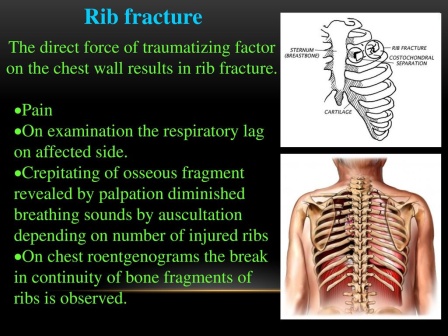 Rib fracture
The direct force of traumatizing factor
on the chest wall results in rib fracture.
•Pain
•On examination the respiratory lag
on affected side.
•Crepitating of osseous fragment
revealed by palpation diminished
breathing sounds by auscultation
depending on number of injured ribs
•On chest roentgenograms the break
in continuity of bone fragments of
ribs is observed.
STERNUM
(BREASTBONE)
RIB FRACTURE
COSTOCHONDRAL
SEPARATION
CARTILAGE